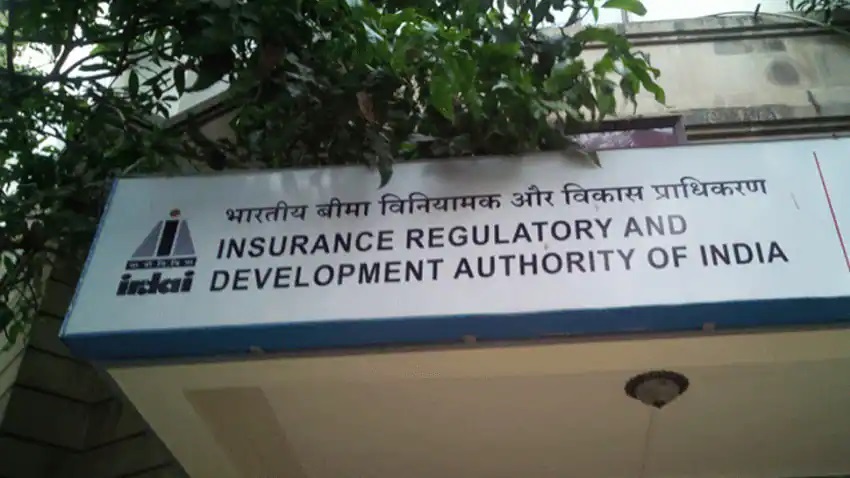 भारतीय बीमा विनियामक और विकास प्राधिकरण
INSURANCE REGULATORY AND
DEVELOPMENT AUTHORITY OF INDIA
irdai